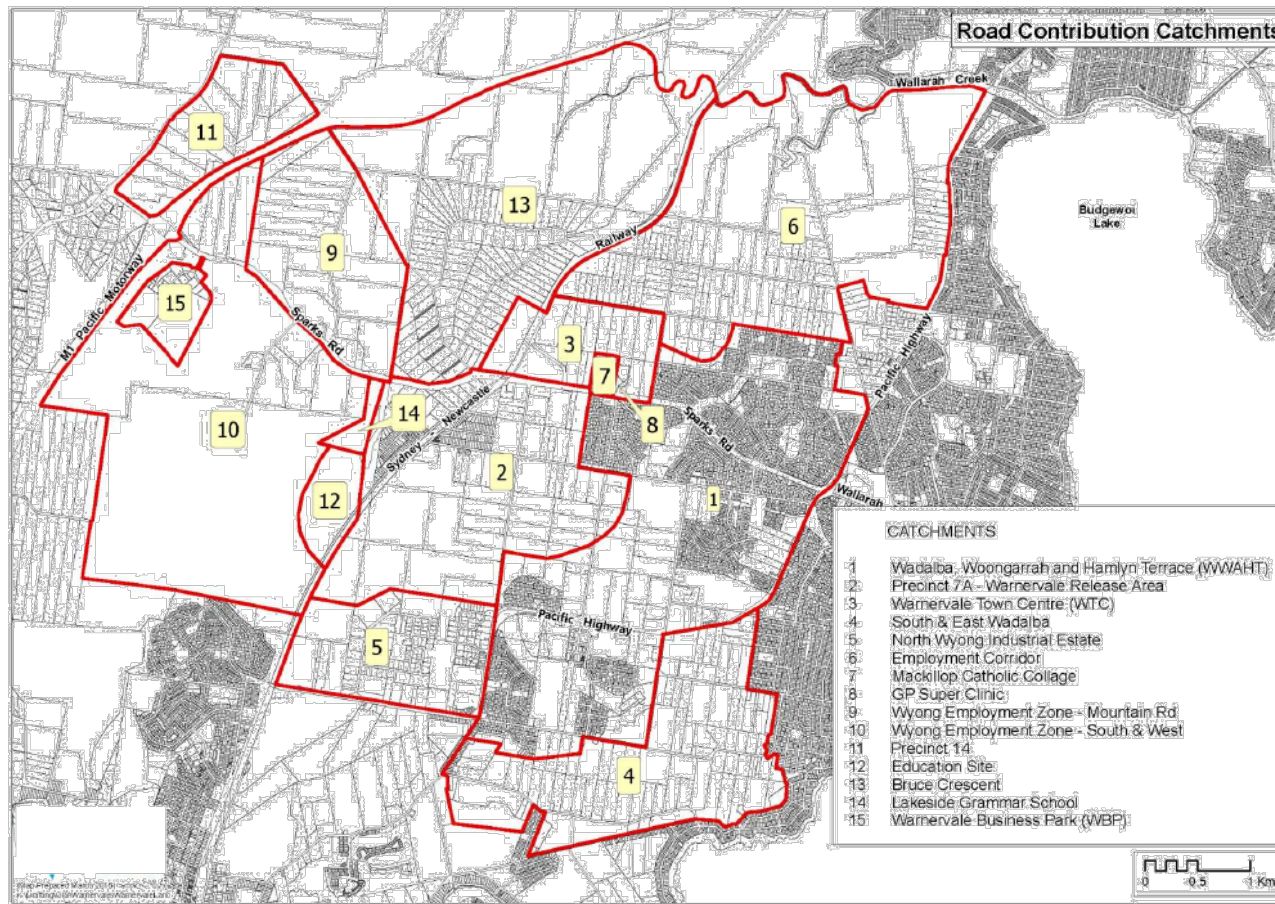 Road Contribution Catchments
Wallarah Creek
11
13
6
Budgewoi
Lake
Railway
9
M1 Pacific Motorway
15
Sparks Rd
3
7
Pacific Highway
14
8
10
Sparks Rd
Sydney - Newcastle
2
12
1
Wallarah
Pacific Highway
5
4
CATCHMENTS
1 Wadalba, Woongarrah and Hamlyn Terrace (WWAHT)
2 Precinct 7A - Warnervale Release Area
3 Warnervale Town Centre (WTC)
4 South & East Wadalba
5 North Wyong Industrial Estate
6 Employment Corridor
7 Mackillop Catholic Collage
8 GP Super Clinic
9 Wyong Employment Zone - Mountain Rd
10 Wyong Employment Zone - South & West
11 Precinct 14
12 Education Site
13 Bruce Crescent
14 Lakeside Grammar School
15 Warnervale Business Park (WBP)
0 0.5 1 Km